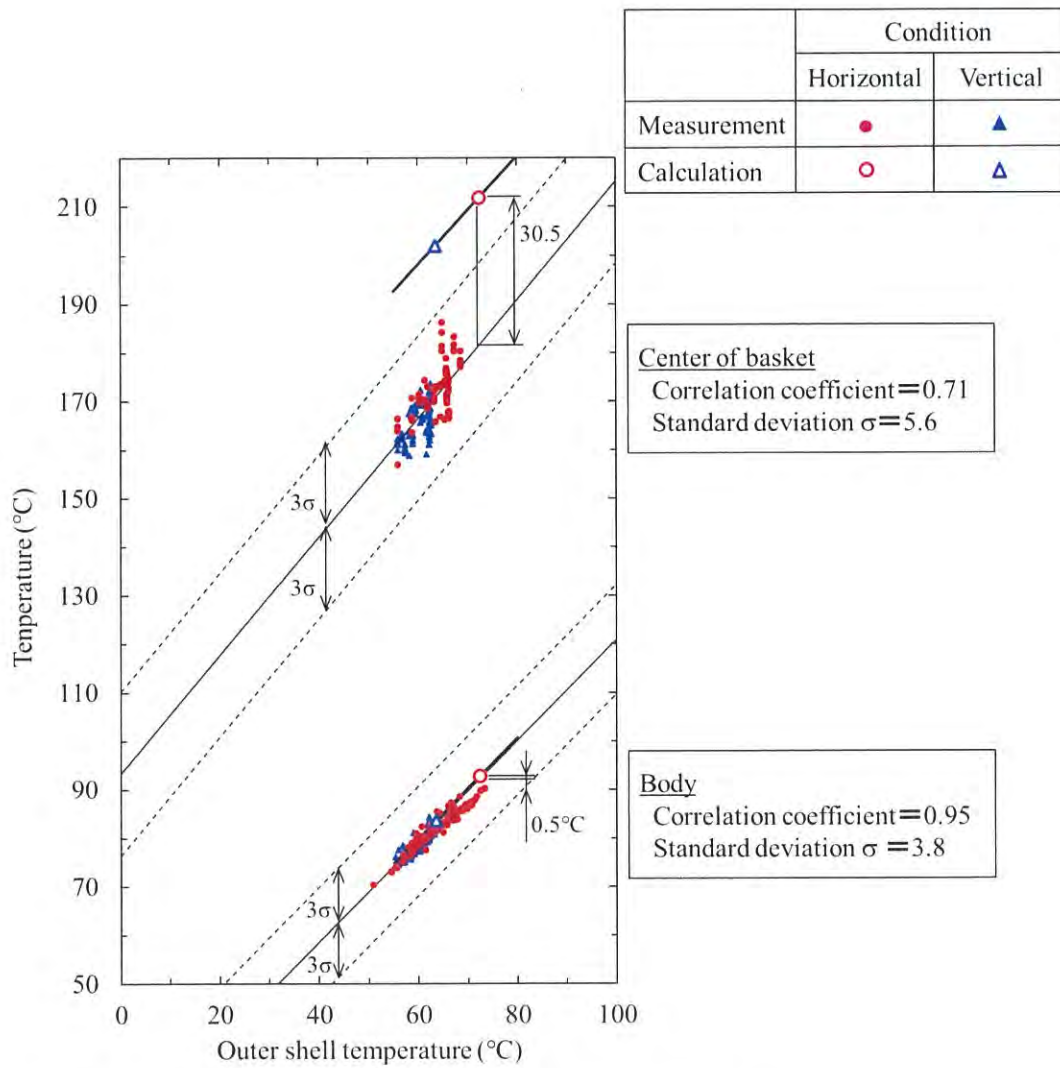 Condition
Horizontal Vertical
Measurement
Calculation
210
190
170
150
130
110
90
70
50
0 20 40 60 80 100
Tenperature (°C)
Outer shell temperature (°C)
30.5
3σ
3σ
0.5°C
3σ
3σ
Center of basket
Correlation coefficient=0.71
Standard deviation σ=5.6
Body
Correlation coefficient=0.95
Standard deviation σ=3.8